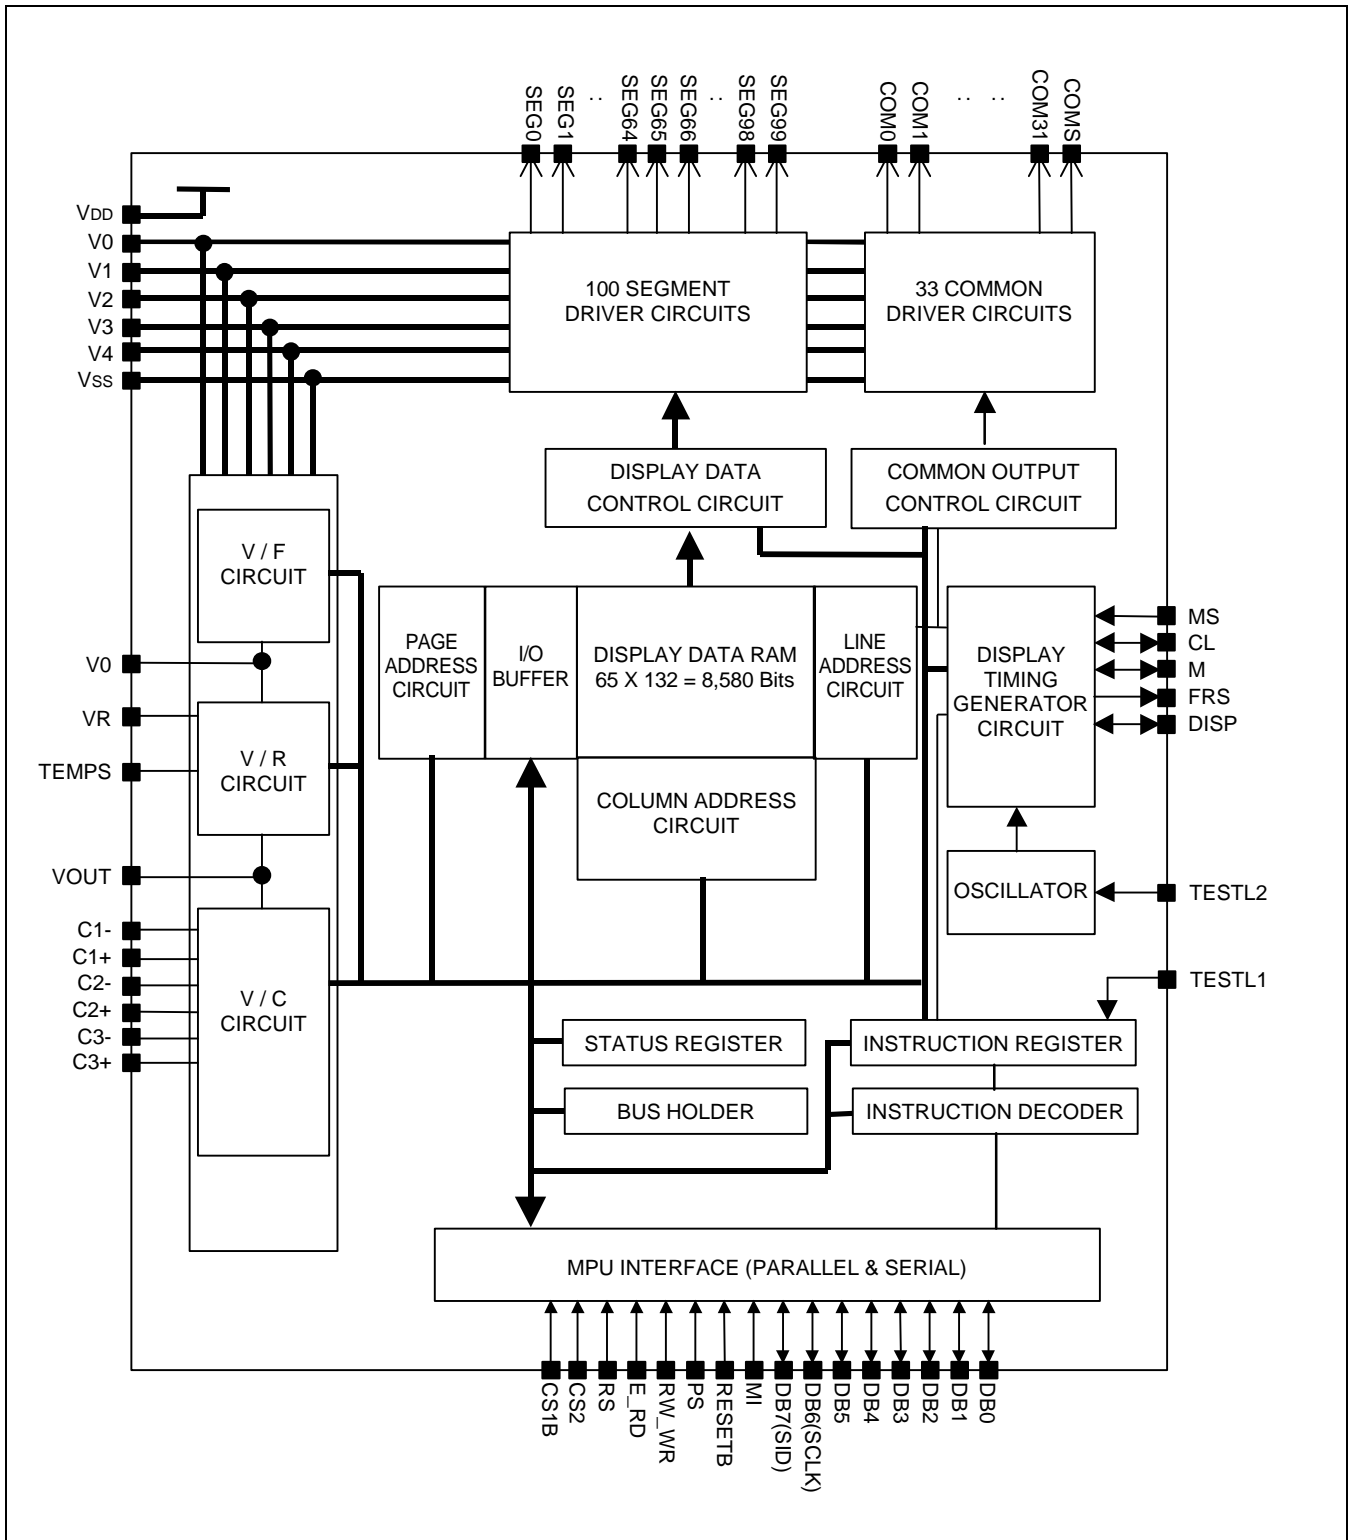 SEG0
SEG1
. .
SEG64
SEG65
SEG66
. .
SEG98
SEG99
COM0
COM1
. .
. .
COM31
COMS
VDD
V0
V1
V2
V3
V4
VSS
100 SEGMENT
DRIVER CIRCUITS
33 COMMON
DRIVER CIRCUITS
DISPLAY DATA
CONTROL CIRCUIT
COMMON OUTPUT
CONTROL CIRCUIT
V / F
CIRCUIT
V0
VR
TEMPS
V / R
CIRCUIT
VOUT
C1-
C1+
C2-
C2+
C3-
C3+
V / C
CIRCUIT
PAGE
ADDRESS
CIRCUIT
I/O
BUFFER
DISPLAY DATA RAM
65 X 132 = 8,580 Bits
LINE
ADDRESS
CIRCUIT
COLUMN ADDRESS
CIRCUIT
DISPLAY
TIMING
GENERATOR
CIRCUIT
MS
CL
M
FRS
DISP
OSCILLATOR
TESTL2
TESTL1
STATUS REGISTER
INSTRUCTION REGISTER
BUS HOLDER
INSTRUCTION DECODER
MPU INTERFACE (PARALLEL & SERIAL)
CS1B
CS2
RS
E_RD
RW_WR
PS
RESETB
MI
DB7(SID)
DB6(SCLK)
DB5
DB4
DB3
DB2
DB1
DB0